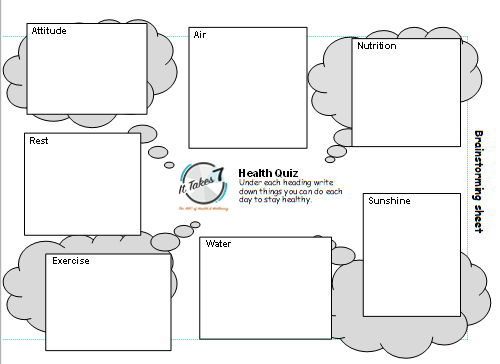 Attitude
Air
Nutrition
Rest
It Takes 7
Health Quiz
Under each heading write
down things you can do each
day to stay healthy.
Sunshine
Brainstorming sheet
Exercise
Water